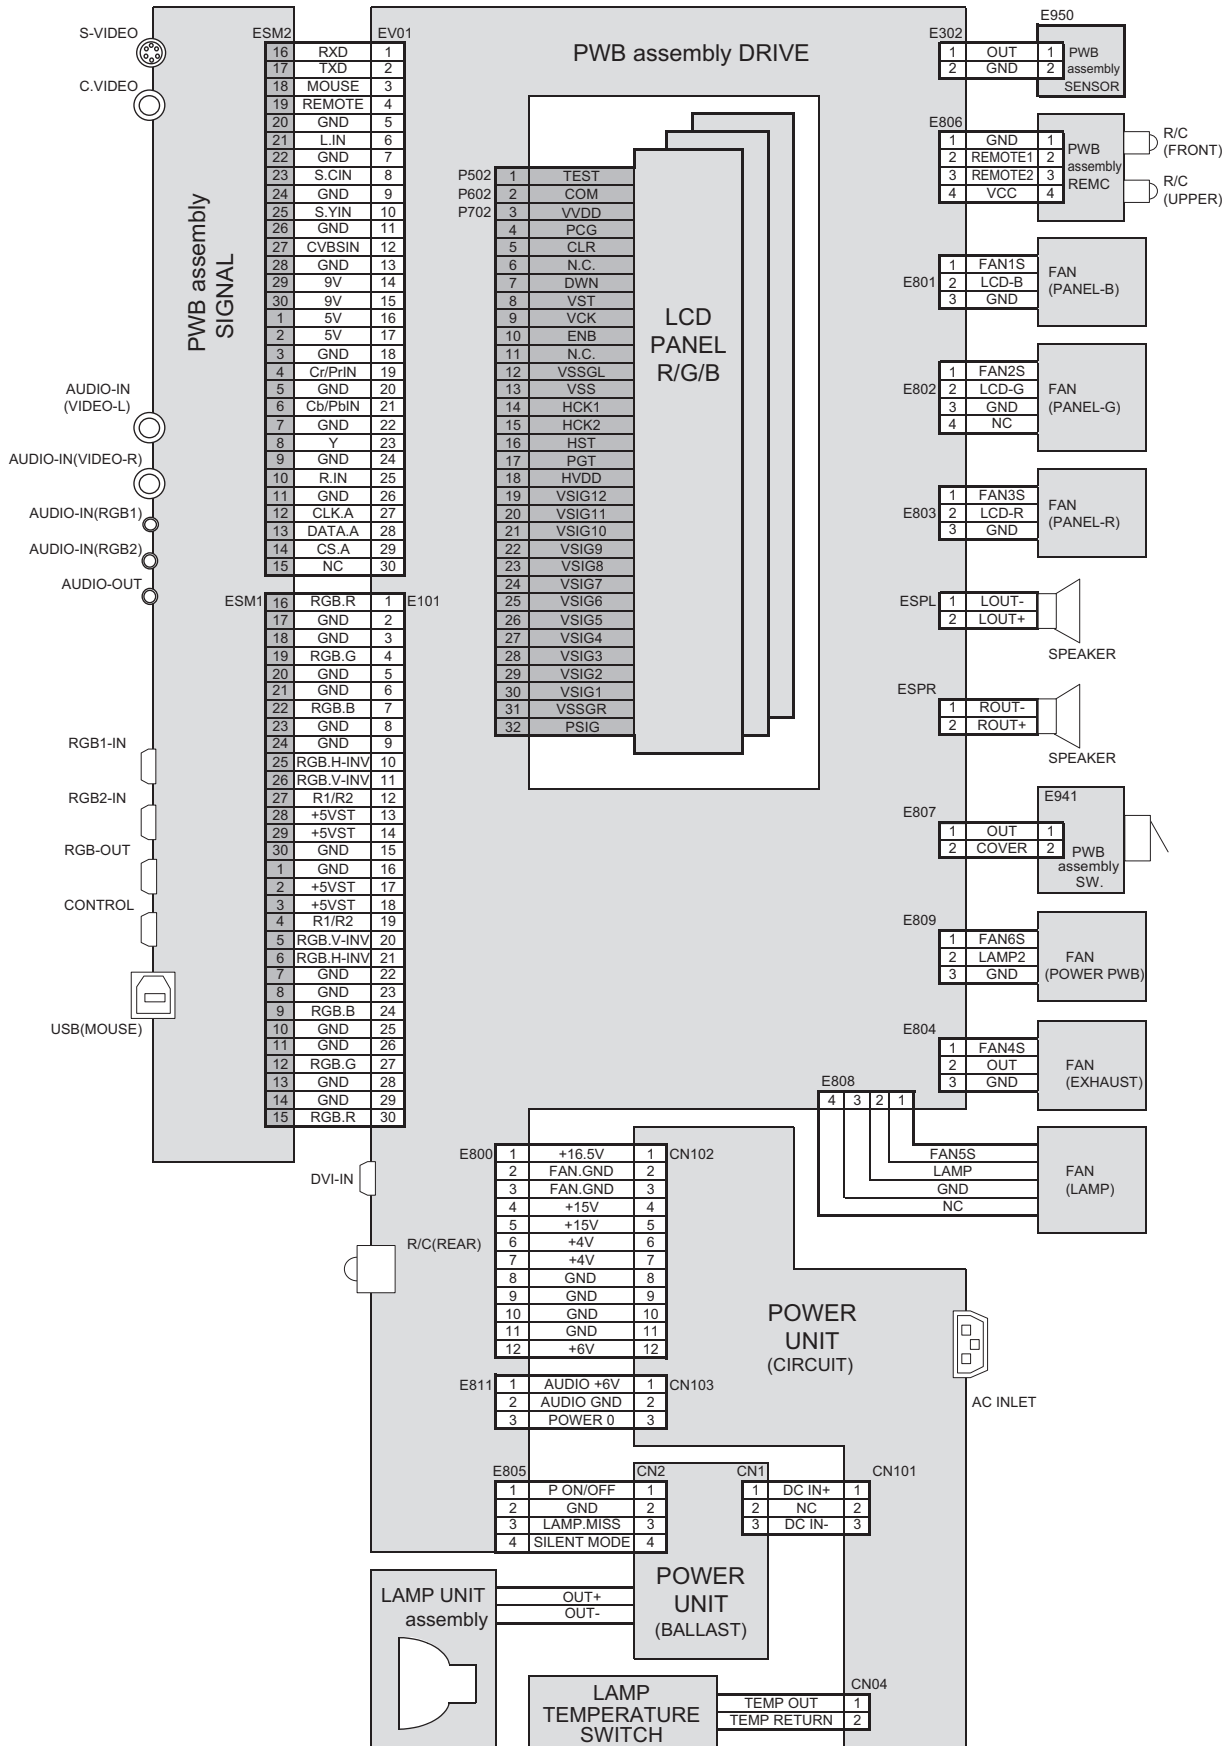 S-VIDEO
C.VIDEO
AUDIO-IN
(VIDEO-L)
AUDIO-IN(VIDEO-R)
AUDIO-IN(RGB1)
AUDIO-IN(RGB2)
AUDIO-OUT
RGB1-IN
RGB2-IN
RGB-OUT
CONTROL
USB(MOUSE)
PWB assembly
SIGNAL
ESM2 EV01
16 RXD 1
17 TXD 2
18 MOUSE 3
19 REMOTE 4
20 GND 5
21 L.IN 6
22 GND 7
23 S.CIN 8
24 GND 9
25 S.YIN 10
26 GND 11
27 CVBSIN 12
28 GND 13
29 9V 14
30 9V 15
1 5V 16
2 5V 17
3 GND 18
4 Cr/PrIN 19
5 GND 20
6 Cb/PbIN 21
7 GND 22
8 Y 23
9 GND 24
10 R.IN 25
11 GND 26
12 CLK.A 27
13 DATA.A 28
14 CS.A 29
15 NC 30
ESM1 E101
16 RGB.R 1
17 GND 2
18 GND 3
19 RGB.G 4
20 GND 5
21 GND 6
22 RGB.B 7
23 GND 8
24 GND 9
25 RGB.H-INV 10
26 RGB.V-INV 11
27 R1/R2 12
28 +5VST 13
29 +5VST 14
30 GND 15
1 GND 16
2 +5VST 17
3 +5VST 18
4 R1/R2 19
5 RGB.V-INV 20
6 RGB.H-INV 21
7 GND 22
8 GND 23
9 RGB.B 24
10 GND 25
11 GND 26
12 RGB.G 27
13 GND 28
14 GND 29
15 RGB.R 30
DVI-IN
R/C(REAR)
PWB assembly DRIVE
P502 1 TEST
P602 2 COM
P702 3 VVDD
4 PCG
5 CLR
6 N.C.
7 DWN
8 VST
9 VCK
10 ENB
11 N.C.
12 VSSGL
13 VSS
14 HCK1
15 HCK2
16 HST
17 PGT
18 HVDD
19 VSIG12
20 VSIG11
21 VSIG10
22 VSIG9
23 VSIG8
24 VSIG7
25 VSIG6
26 VSIG5
27 VSIG4
28 VSIG3
29 VSIG2
30 VSIG1
31 VSSGR
32 PSIG
LCD
PANEL
R/G/B
E302 E950
1 OUT 1
2 GND 2
PWB
assembly
SENSOR
E806
1 GND 1
2 REMOTE1 2
3 REMOTE2 3
4 VCC 4
PWB
assembly
REMC
R/C
(FRONT)
R/C
(UPPER)
E801
1 FAN1S
2 LCD-B
3 GND
FAN
(PANEL-B)
E802
1 FAN2S
2 LCD-G
3 GND
4 NC
FAN
(PANEL-G)
E803
1 FAN3S
2 LCD-R
3 GND
FAN
(PANEL-R)
ESPL
1 LOUT-
2 LOUT+
SPEAKER
ESPR
1 ROUT-
2 ROUT+
SPEAKER
E807 E941
1 OUT 1
2 COVER 2
PWB
assembly
SW.
E809
1 FAN6S
2 LAMP2
3 GND
FAN
(POWER PWB)
E804
1 FAN4S
2 OUT
3 GND
FAN
(EXHAUST)
E808
4 3 2 1
FAN5S
LAMP
GND
NC
FAN
(LAMP)
E800 CN102
1 +16.5V 1
2 FAN.GND 2
3 FAN.GND 3
4 +15V 4
5 +15V 5
6 +4V 6
7 +4V 7
8 GND 8
9 GND 9
10 GND 10
11 GND 11
12 +6V 12
POWER
UNIT
(CIRCUIT)
AC INLET
E811 CN103
1 AUDIO +6V 1
2 AUDIO GND 2
3 POWER 0 3
E805 CN2
1 P ON/OFF 1
2 GND 2
3 LAMP.MISS 3
4 SILENT MODE 4
CN1 CN101
1 DC IN+ 1
2 NC 2
3 DC IN- 3
POWER
UNIT
(BALLAST)
LAMP UNIT
assembly
OUT+
OUT-
LAMP
TEMPERATURE
SWITCH
CN04
TEMP OUT 1
TEMP RETURN 2